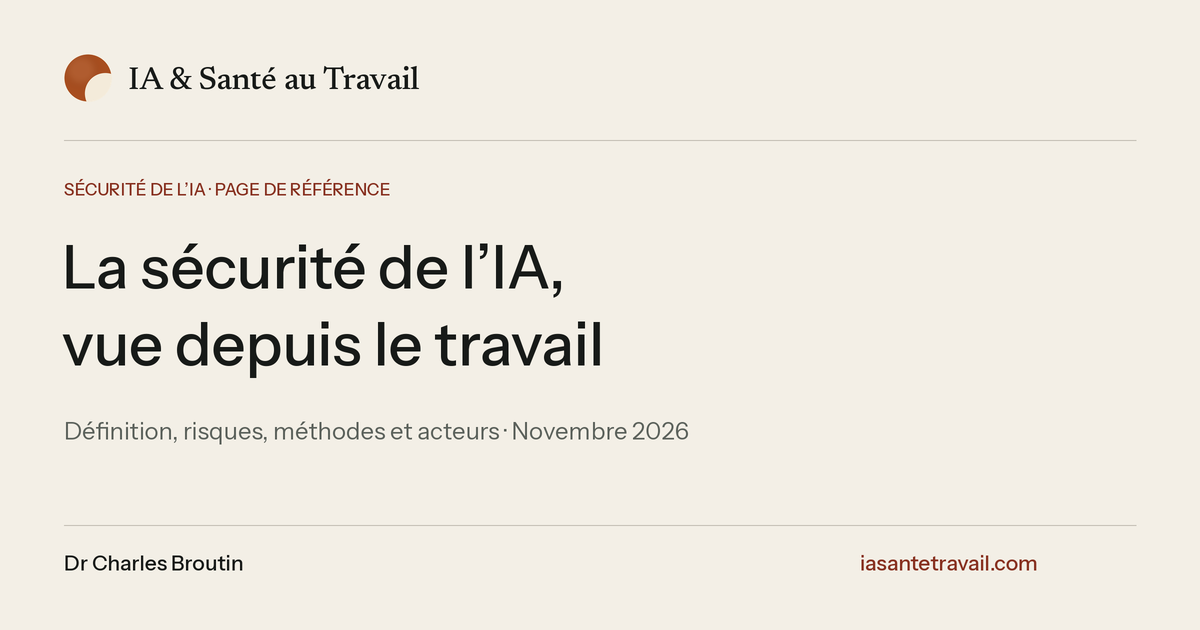 IA & Santé au Travail
SÉCURITÉ DE L’IA · PAGE DE RÉFÉRENCE
La sécurité de l’IA,
vue depuis le travail
Définition, risques, méthodes et acteurs · Novembre 2026
Dr Charles Broutin
iasantetravail.com